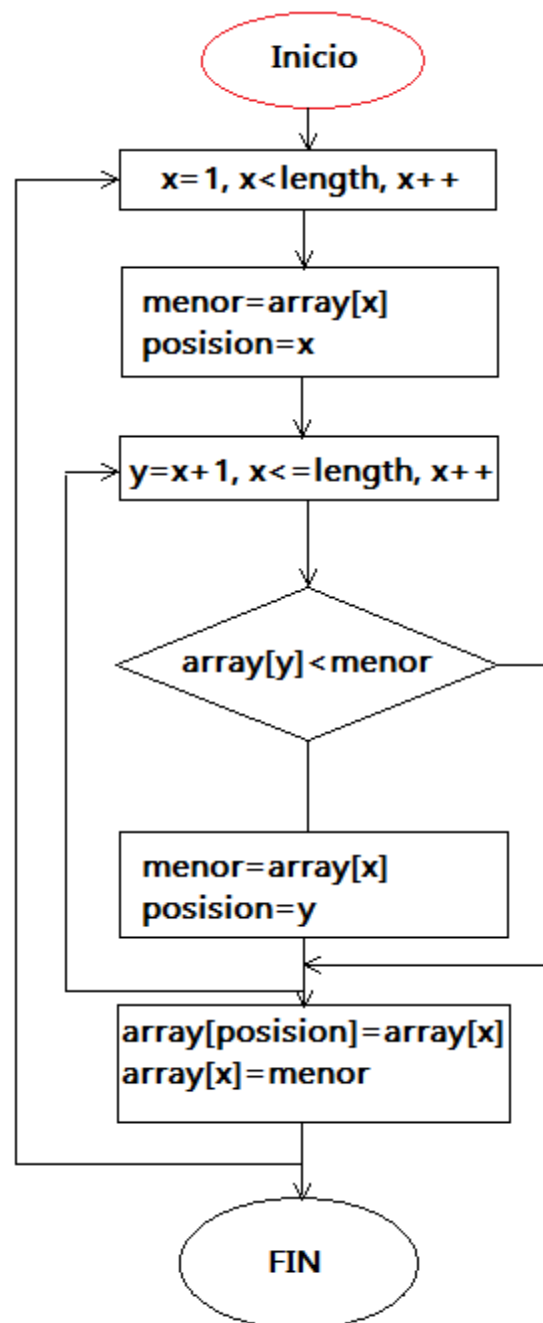 Inicio
x=1, x<length, x++
menor=array[x]
posision=x
y=x+1, x<=length, x++
array[y]<menor
menor=array[x]
posision=y
array[posision]=array[x]
array[x]=menor
FIN